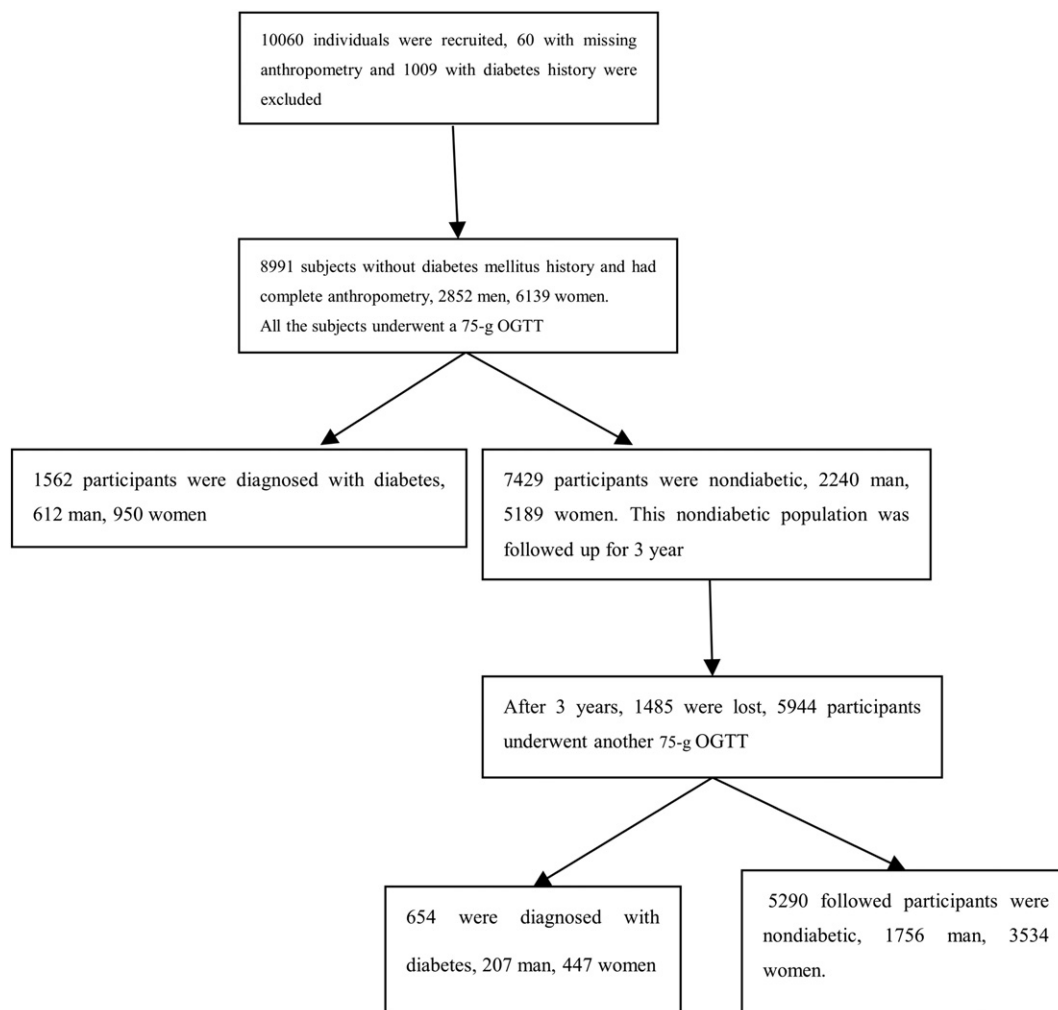 10060 individuals were recruited, 60 with missing
anthropometry and 1009 with diabetes history were
excluded
8991 subjects without diabetes mellitus history and had
complete anthropometry, 2852 men, 6139 women.
All the subjects underwent a 75-g OGTT
1562 participants were diagnosed with diabetes,
612 man, 950 women
7429 participants were nondiabetic, 2240 man,
5189 women. This nondiabetic population was
followed up for 3 year
After 3 years, 1485 were lost, 5944 participants
underwent another 75-g OGTT
654 were diagnosed with
diabetes, 207 man, 447 women
5290 followed participants were
nondiabetic, 1756 man, 3534
women.